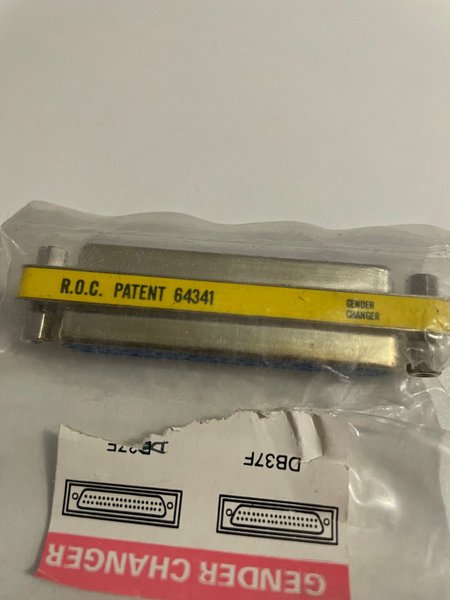 R.O.C. PATENT 64341
GENDER
CHANGER
DB37F
GENDER CHANGER